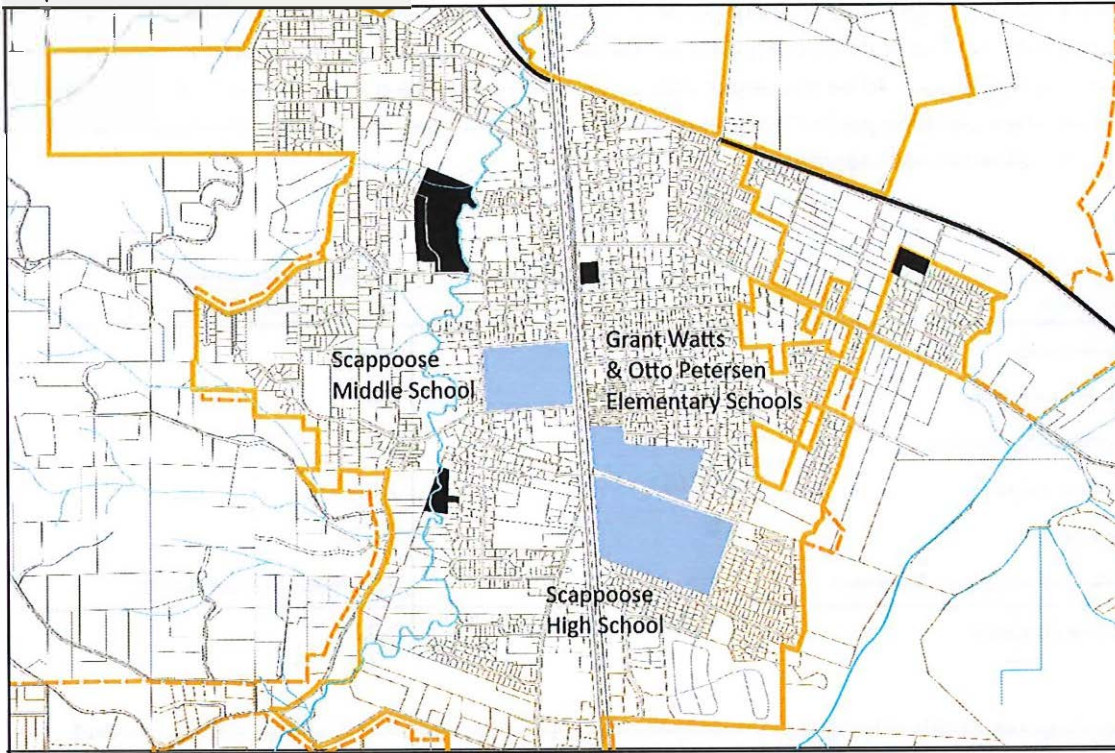 Grant Watts
& Otto Petersen
Elementary Schools
Scappoose
Middle School
Scappoose
High School